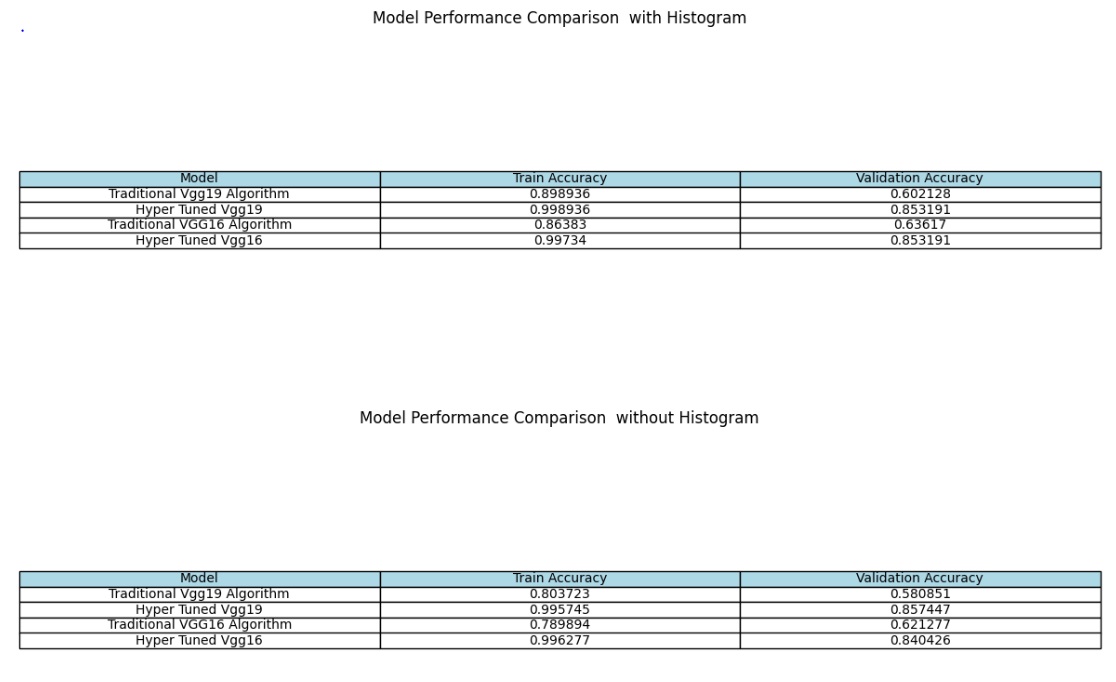 Model Performance Comparison  with Histogram
Model Train Accuracy Validation Accuracy
Traditional Vgg19 Algorithm 0.898936 0.602128
Hyper Tuned Vgg19 0.998936 0.853191
Traditional VGG16 Algorithm 0.86383 0.63617
Hyper Tuned Vgg16 0.99734 0.853191
Model Performance Comparison  without Histogram
Model Train Accuracy Validation Accuracy
Traditional Vgg19 Algorithm 0.803723 0.580851
Hyper Tuned Vgg19 0.995745 0.857447
Traditional VGG16 Algorithm 0.789894 0.621277
Hyper Tuned Vgg16 0.996277 0.840426